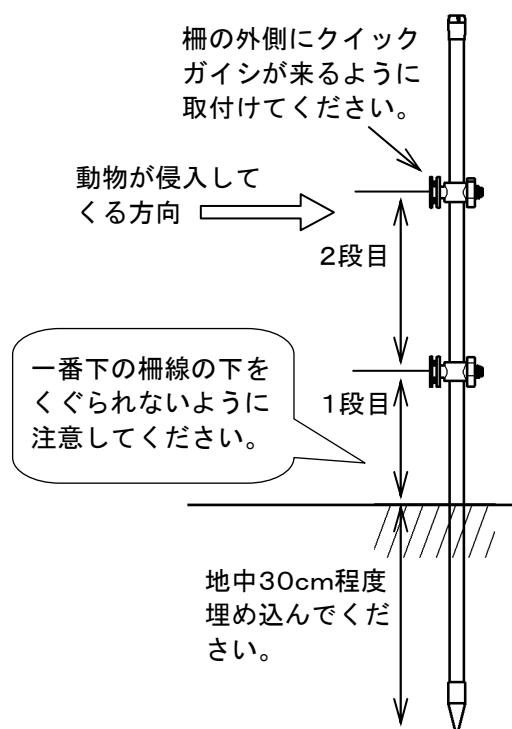 柵の外側にクイック
ガイシが来るように
取付けてください。
動物が侵入して
くる方向
2段目
一番下の柵線の下を
くぐられないように
注意してください。
1段目
地中30cm程度
埋め込んでくだ
さい。